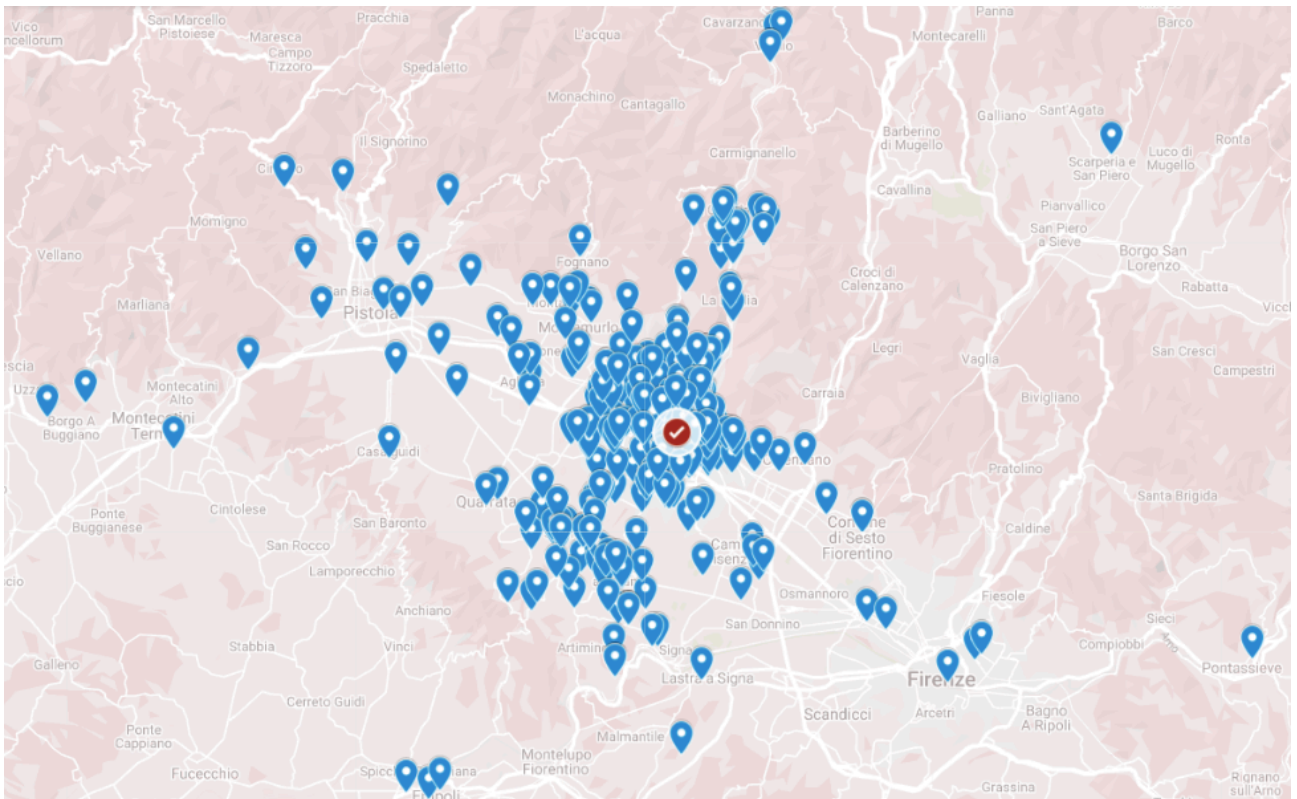 Vico
ncellorum
San Marcello
Pistoiese
Pracchia
Maresca
Campo
Tizzoro
Spedaletto
L'acqua
Cavarzano
Montecarelli
Panna
Barco
Monachino
Cantagallo
Galliano
Sant'Agata
Il Signorino
Carmignanello
Barberino
di Mugello
Scarperia e
San Piero
Luco di
Mugello
Ronta
Cavallina
Pianvallico
Momigno
Vellano
Fognano
San Piero
a Sieve
Borgo San
Lorenzo
Croci di
Calenzano
Rabatta
Marliana
San
Pistoia
La
Legri
Vaglia
San Cresci
Campestri
Montecatini
Alto
Borgo A
Buggiano
Carraia
Bivigliano
Pratolino
Santa Brigida
Ponte
Buggianese
Cintolese
San Baronto
San Rocco
Lamporecchio
di Sesto
Fiorentino
Caldine
Osmannoro
Fiesole
Anchiano
San Donnino
Sieci
Arno
Stabbia
Vinci
Signa
Compiobbi
Galleno
Lastra a Signa
Firenze
Pontassieve
Cerreto Guidi
Scandicci
Arcetri
Bagno
A Ripoli
Ponte
Cappiano
Malmantile
Montelupo
Fiorentino
Fucecchio
Grassina
Rignano
sull'Arno